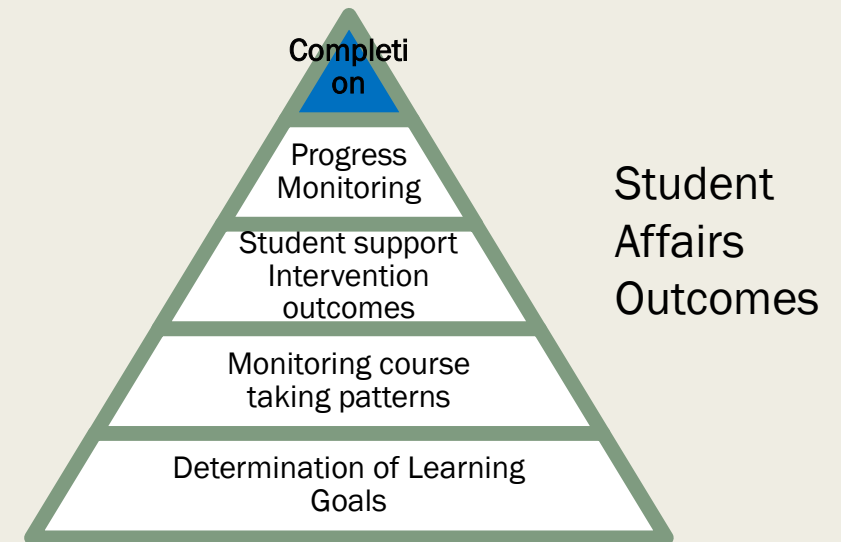 Completi
on
Progress
Monitoring
Student support
Intervention
outcomes
Monitoring course
taking patterns
Determination of Learning
Goals
Student
Affairs
Outcomes